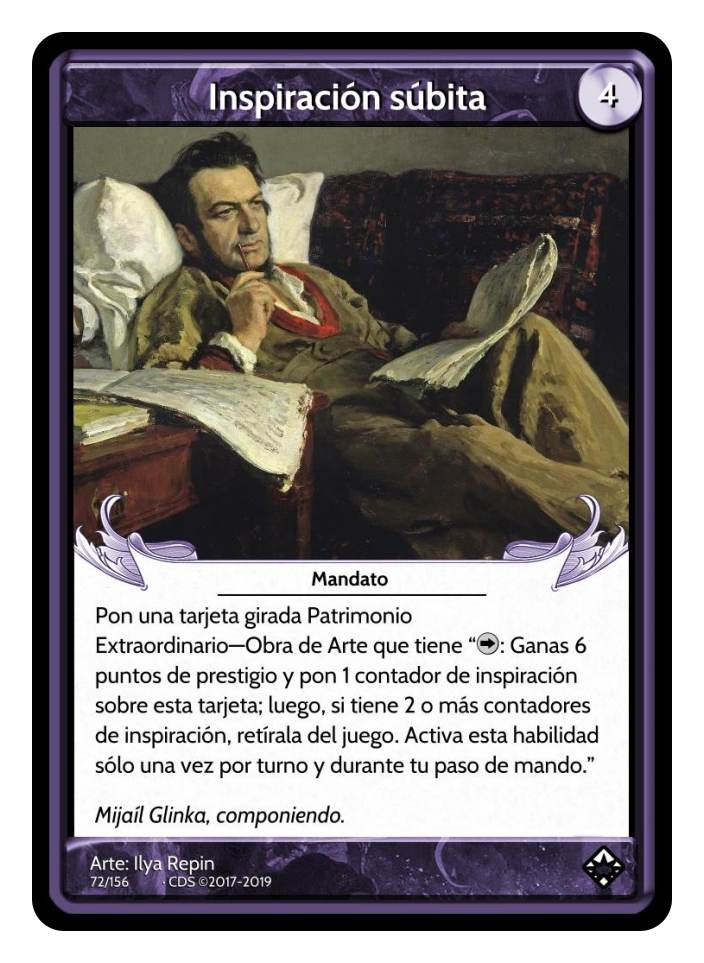 Inspiración súbita
4
Mandato
Pon una tarjeta girada Patrimonio
Extraordinario—Obra de Arte que tiene “➡: Ganas 6
puntos de prestigio y pon 1 contador de inspiración
sobre esta tarjeta; luego, si tiene 2 o más contadores
de inspiración, retírala del juego. Activa esta habilidad
sólo una vez por turno y durante tu paso de mando.”
Mijaíl Glinka, componiendo.
Arte: Ilya Repin
72/156 · CDS ©2017-2019